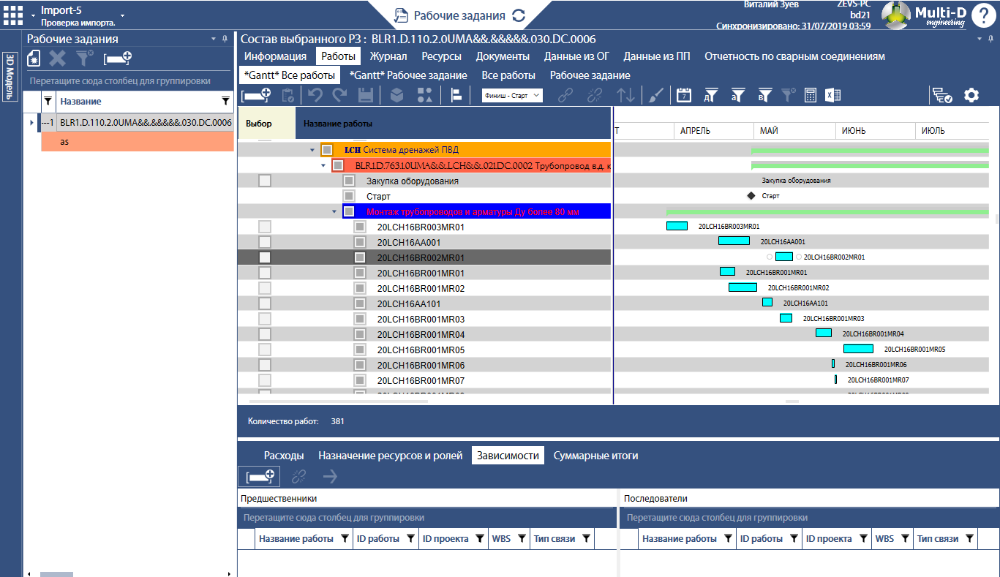 Import-5
Проверка импорта.
Рабочие задания
Виталий Зуев
ZEVS-PC
bd21
Синхронизировано: 31/07/2019 03:59
Multi-D
engineering
?
3D Модель
Рабочие задания
Перетащите сюда столбец для группировки
Название
---1 BLR1.D.110.2.0UMA&&.&&&&&.030.DC.0006
as
Состав выбранного РЗ : BLR1.D.110.2.0UMA&&.&&&&&.030.DC.0006
Информация Работы Журнал Ресурсы Документы Данные из ОГ Данные из ПП Отчетность по сварным соединениям
*Gantt* Все работы *Gantt* Рабочее задание Все работы Рабочее задание
Финиш - Старт
7
Выбор Название работы
Т АПРЕЛЬ МАЙ ИЮНЬ ИЮЛЬ
LCH Система дренажей ПВД
BLR.1.D.763.1.0UMA&&.LCH&&.021.DC.0002 Трубопровод в.д. к
Закупка оборудования Закупка оборудования
Старт Старт
Монтаж трубопроводов и арматуры Ду более 80 мм
20LCH16BR003MR01 20LCH16BR003MR01
20LCH16AA001 20LCH16AA001
20LCH16BR002MR01 20LCH16BR002MR01
20LCH16BR001MR01 20LCH16BR001MR01
20LCH16BR001MR02 20LCH16BR001MR02
20LCH16AA101 20LCH16AA101
20LCH16BR001MR03 20LCH16BR001MR03
20LCH16BR001MR04 20LCH16BR001MR04
20LCH16BR001MR05 20LCH16BR001MR05
20LCH16BR001MR06 20LCH16BR001MR06
20LCH16BR001MR07 20LCH16BR001MR07
Количество работ: 381
Расходы Назначение ресурсов и ролей Зависимости Суммарные итоги
Предшественники
Перетащите сюда столбец для группировки
Название работы ID работы ID проекта WBS Тип связи
Последователи
Перетащите сюда столбец для группировки
Название работы ID работы ID проекта WBS Тип связи